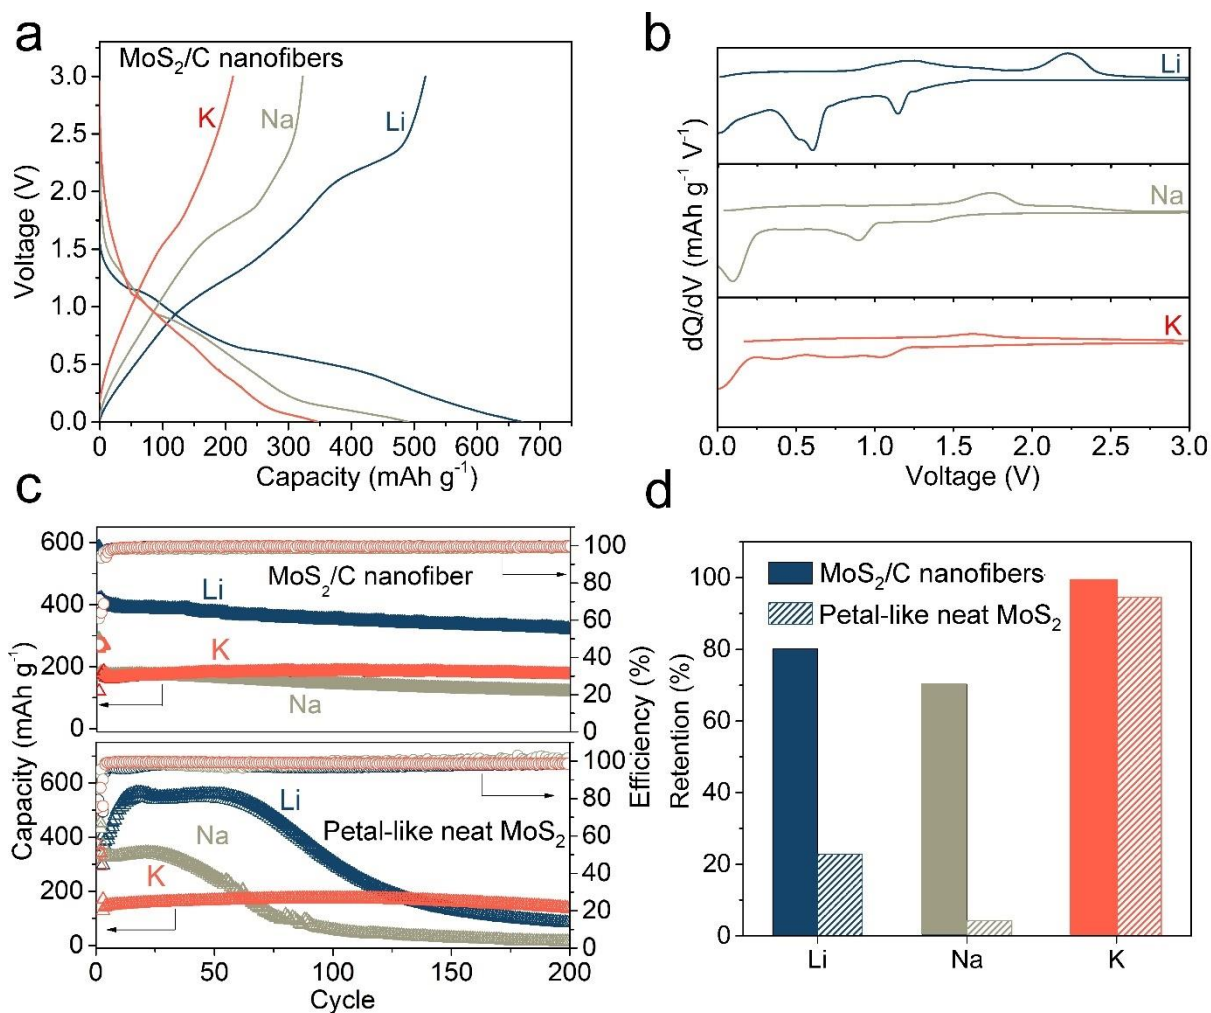 a
MoS₂/C nanofibers
K
Na
Li
3.0
2.5
2.0
1.5
1.0
0.5
0.0
Voltage (V)
0 100 200 300 400 500 600 700
Capacity (mAh g⁻¹)
b
Li
Na
K
dQ/dV (mAh g⁻¹ V⁻¹)
0.0 0.5 1.0 1.5 2.0 2.5 3.0
Voltage (V)
c
600
400
200
0
MoS₂/C nanofiber
Li
K
Na
100
80
60
40
20
0
Capacity (mAh g⁻¹)
Efficiency (%)
600
400
200
0
Li
Petal-like neat MoS₂
Na
K
100
80
60
40
20
0
0 50 100 150 200
Cycle
d
MoS₂/C nanofibers
Petal-like neat MoS₂
100
80
60
40
20
0
Retention (%)
Li Na K